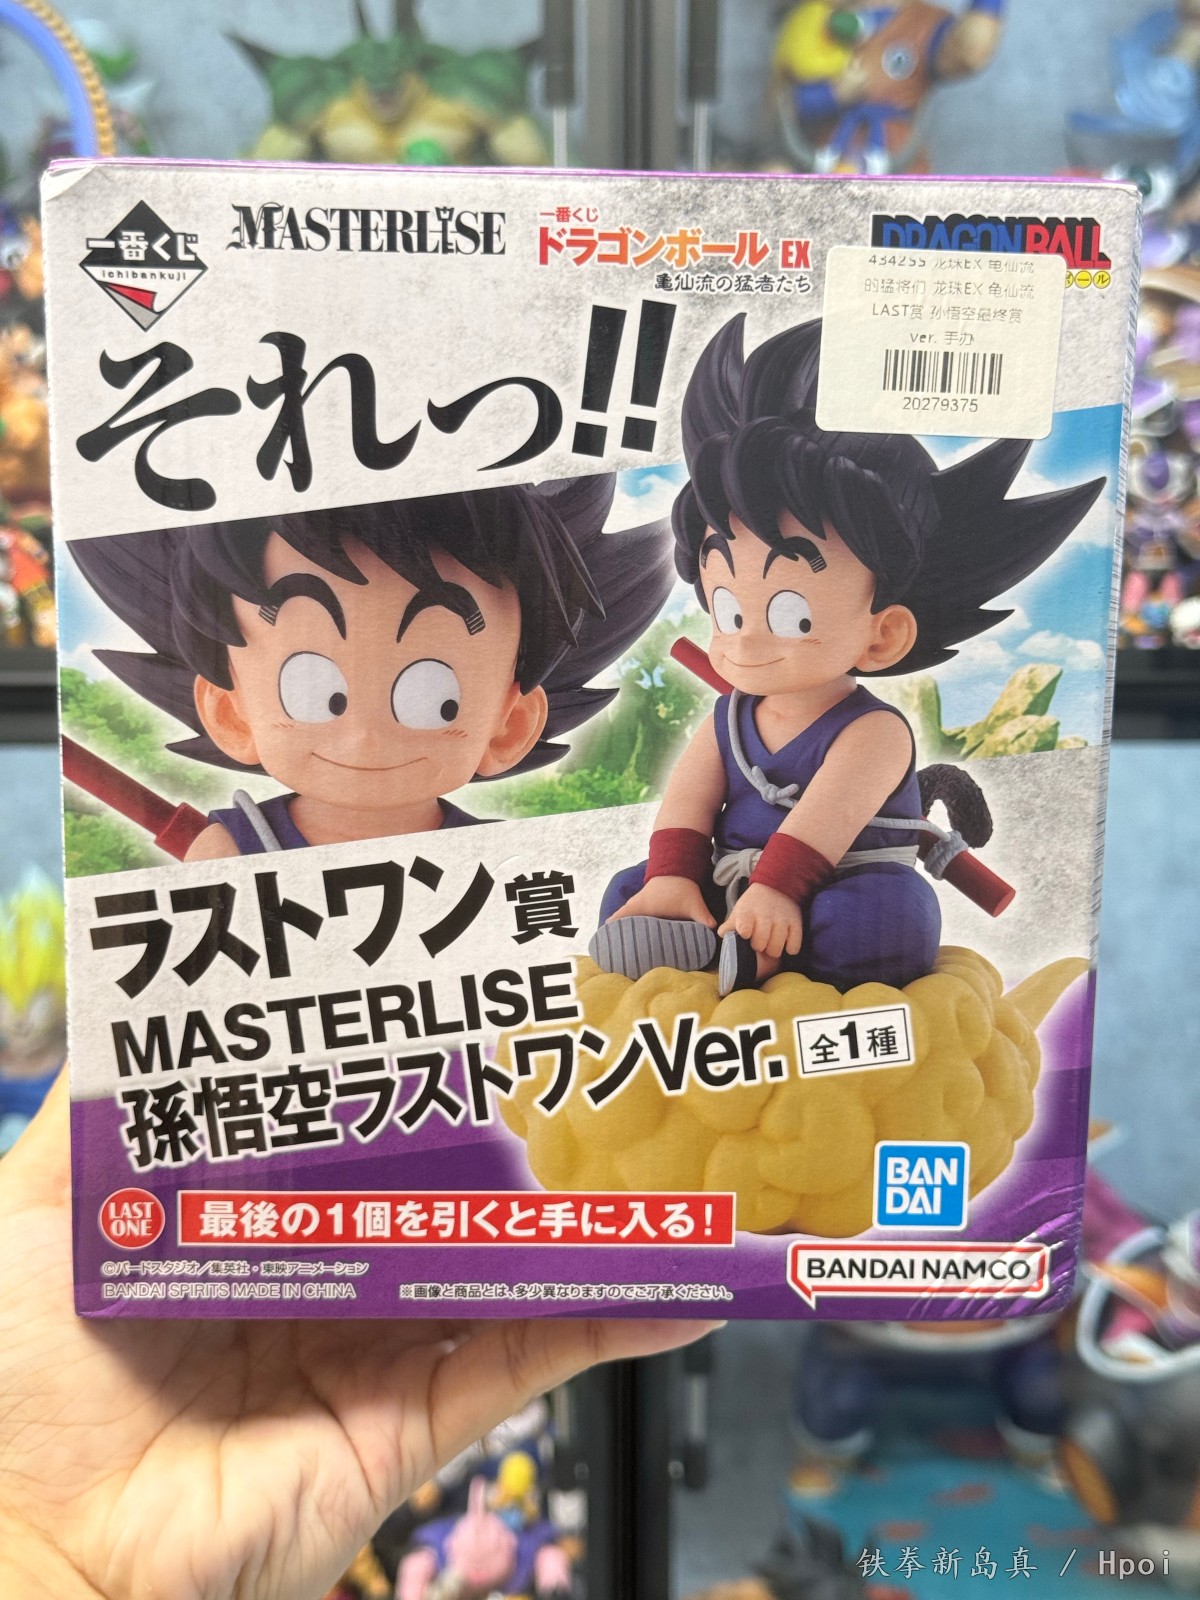 一番くじ
ichibankuji
MASTERLISE
一番くじ
ドラゴンボール EX
亀仙流の猛者たち
DRAGON BALL
434255 龙珠EX 龟仙流
的猛将们 龙珠EX 龟仙流
LAST赏 孙悟空最终赏
ver. 手办
20279375
それっ!!
ラストワン賞
MASTERLISE
孫悟空ラストワンVer.
全1種
BAN
DAI
LAST
ONE
最後の1個を引くと手に入る!
©バードスタジオ/集英社・東映アニメーション
BANDAI SPIRITS MADE IN CHINA
※画像と商品とは、多少異なりますのでご了承ください。
BANDAI NAMCO
铁拳新岛真 / Hpoi